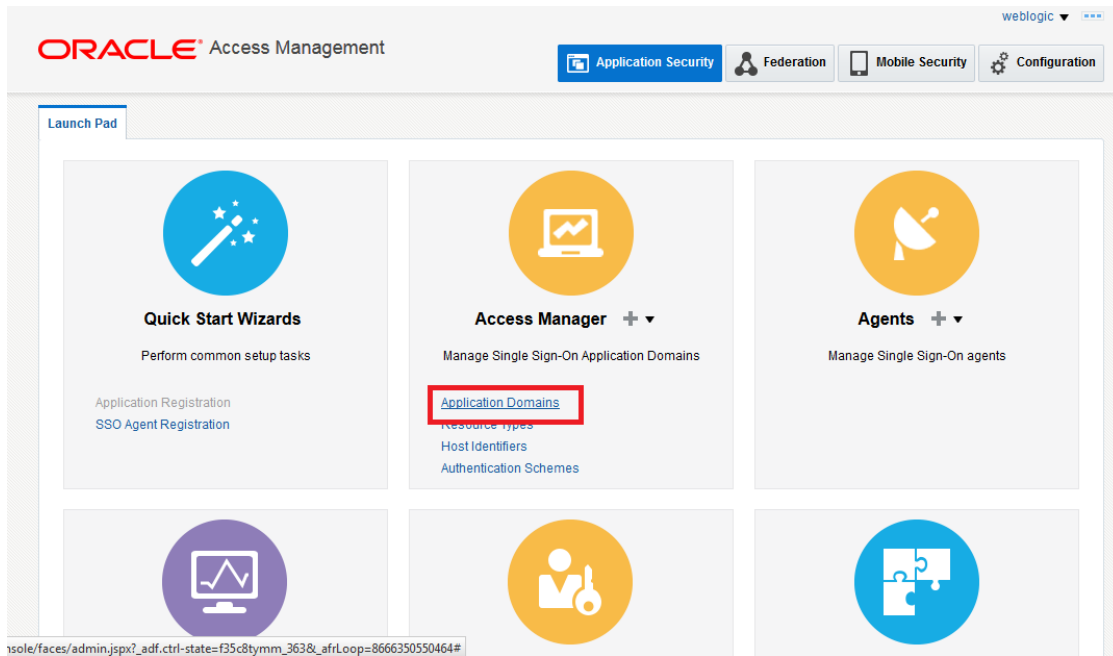 weblogic
ORACLE Access Management
Application Security
Federation
Mobile Security
Configuration
Launch Pad
Quick Start Wizards
Perform common setup tasks
Application Registration
SSO Agent Registration
Access Manager
Manage Single Sign-On Application Domains
Application Domains
Resource Types
Host Identifiers
Authentication Schemes
Agents
Manage Single Sign-On agents
nsole/faces/admin.jspx?_adf.ctrl-state=f35c8tymm_363&_afrLoop=8666350550464#